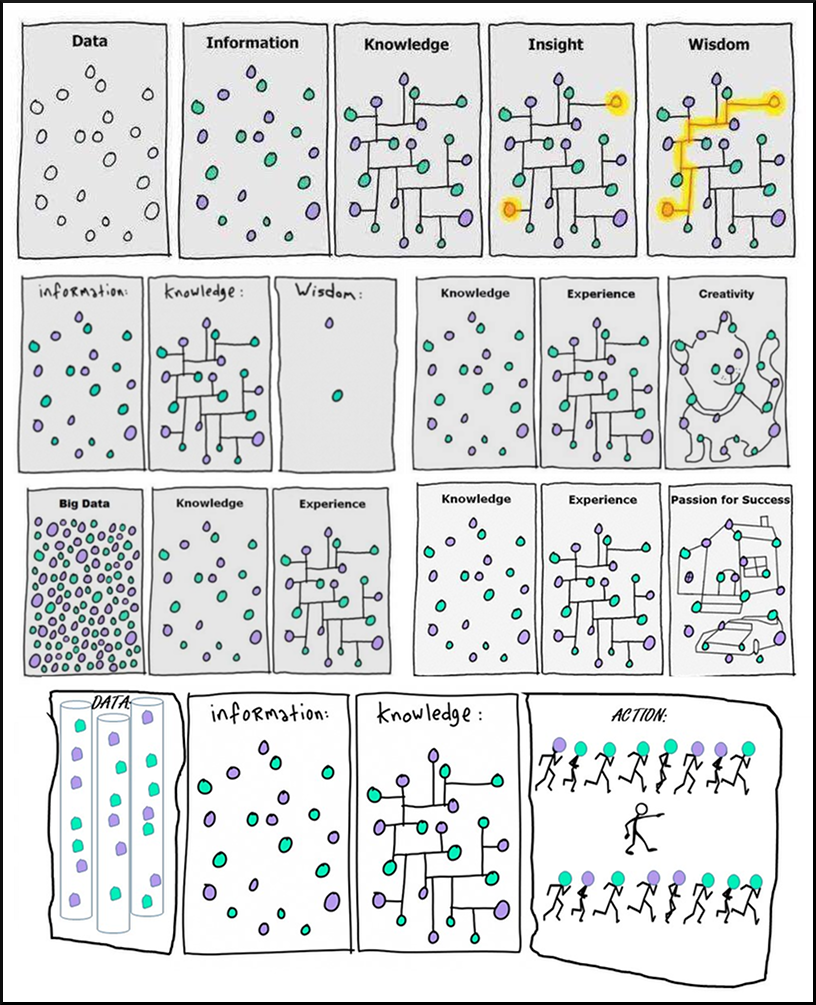 Data
Information
Knowledge
Insight
Wisdom
information:
Knowledge:
Wisdom:
Knowledge
Experience
Creativity
Big Data
Knowledge
Experience
Knowledge
Experience
Passion for Success
DATA:
information:
Knowledge:
ACTION: